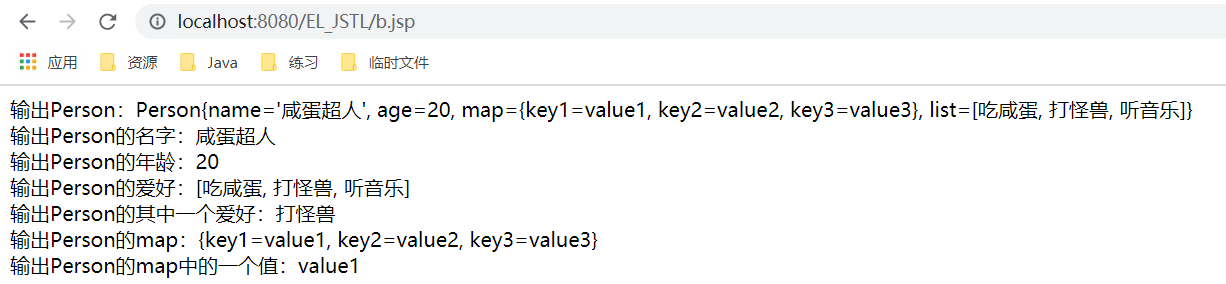 localhost:8080/EL_JSTL/b.jsp
应用 资源 Java 练习 临时文件
输出Person：Person{name='咸蛋超人', age=20, map={key1=value1, key2=value2, key3=value3}, list=[吃咸蛋, 打怪兽, 听音乐]}
输出Person的名字：咸蛋超人
输出Person的年龄：20
输出Person的爱好：[吃咸蛋, 打怪兽, 听音乐]
输出Person的其中一个爱好：打怪兽
输出Person的map：{key1=value1, key2=value2, key3=value3}
输出Person的map中的一个值：value1